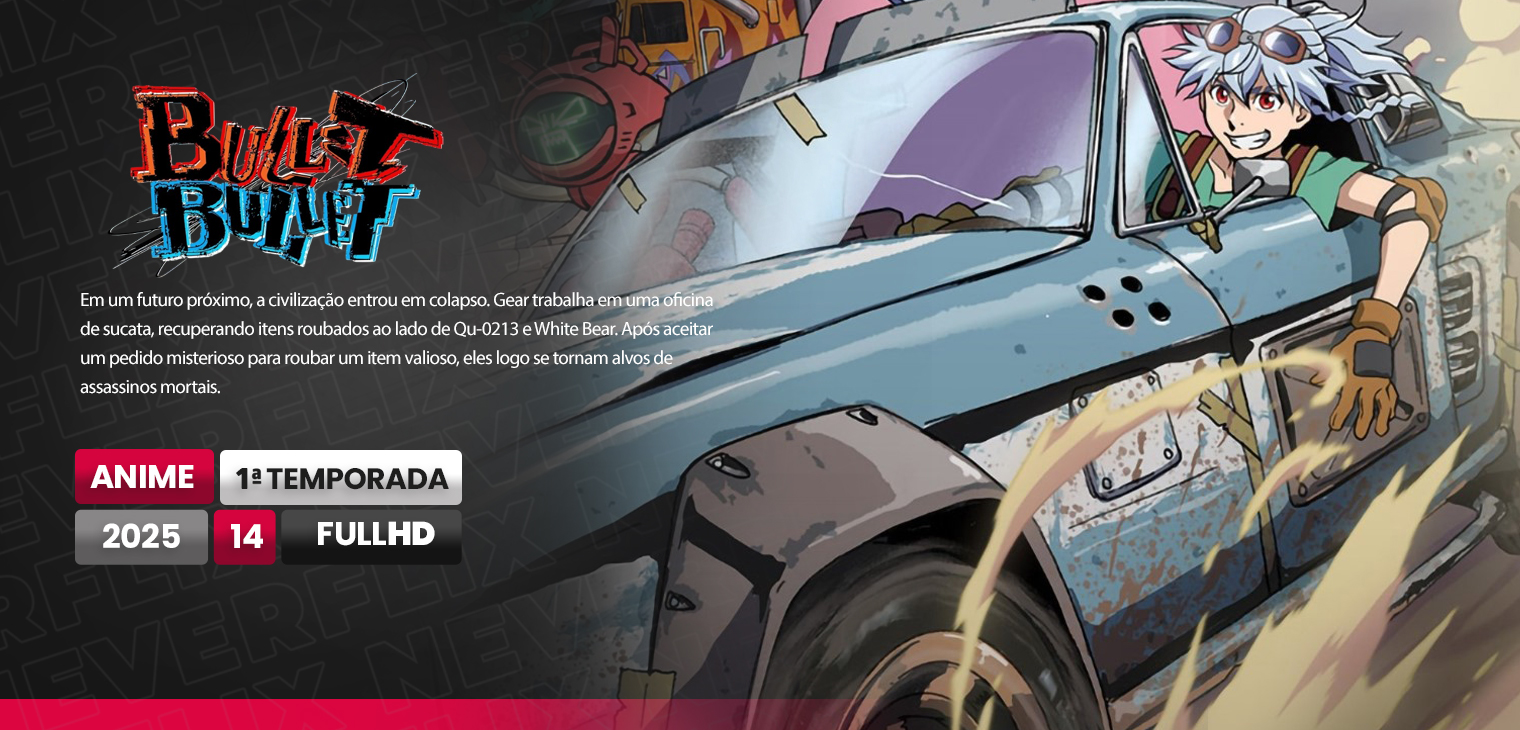 BULLET
BULLET
Em um futuro próximo, a civilização entrou em colapso. Gear trabalha em uma oficina
de sucata, recuperando itens roubados ao lado de Qu-0213 e White Bear. Após aceitar
um pedido misterioso para roubar um item valioso, eles logo se tornam alvos de
assassinos mortais.
ANIME
1ª TEMPORADA
2025
14
FULLHD